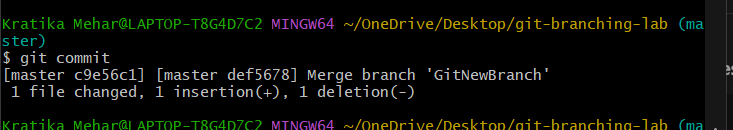 Kratika Mehar@LAPTOP-T8G4D7C2 MINGW64 ~/OneDrive/Desktop/git-branching-lab (ma
ster)
$ git commit
[master c9e56c1] [master def5678] Merge branch 'GitNewBranch'
 1 file changed, 1 insertion(+), 1 deletion(-)
Kratika Mehar@LAPTOP-T8G4D7C2 MINGW64 ~/OneDrive/Desktop/git-branching-lab (ma